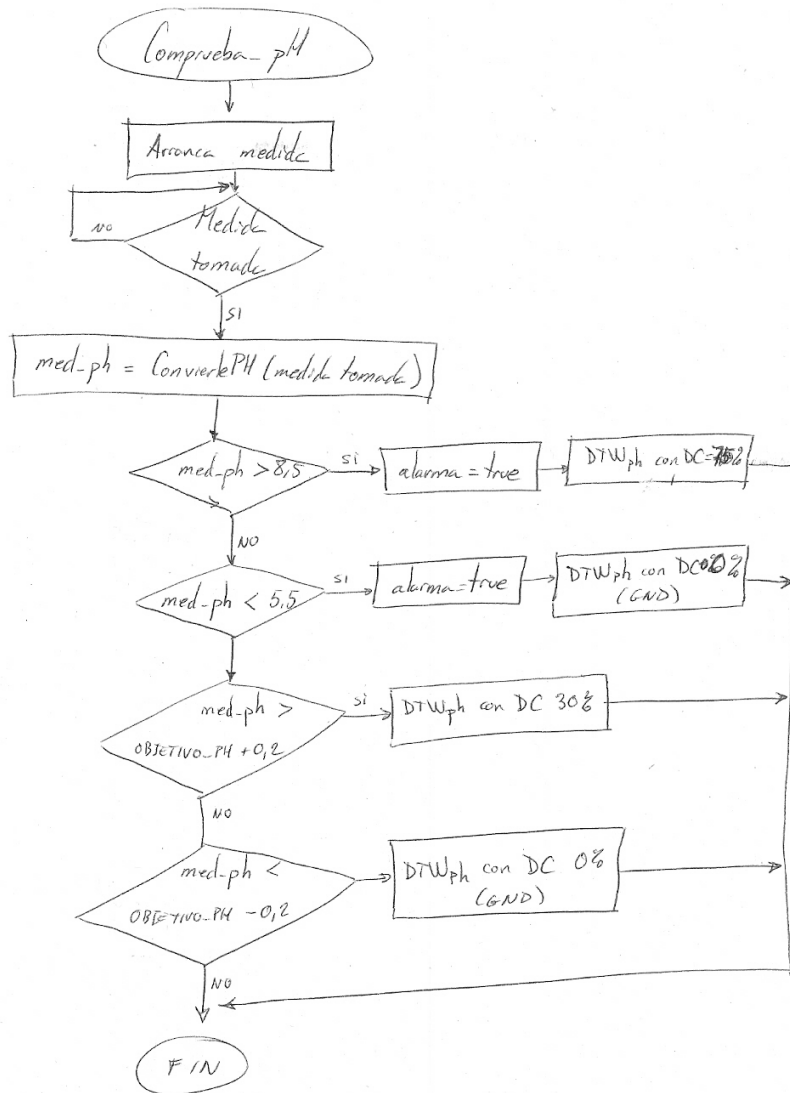 Comprueba_pH
Arranca medida
Medida
tomada
NO
SI
med_ph = ConviertePH (medida tomada)
med_ph > 8,5
SI
alarma = true
DTWph con DC=75%
NO
med_ph < 5,5
SI
alarma = true
DTWph con DC 0%
(GND)
med_ph >
OBJETIVO_PH + 0,2
SI
DTWph con DC 30%
NO
med_ph <
OBJETIVO_PH - 0,2
DTWph con DC 0%
(GND)
NO
FIN